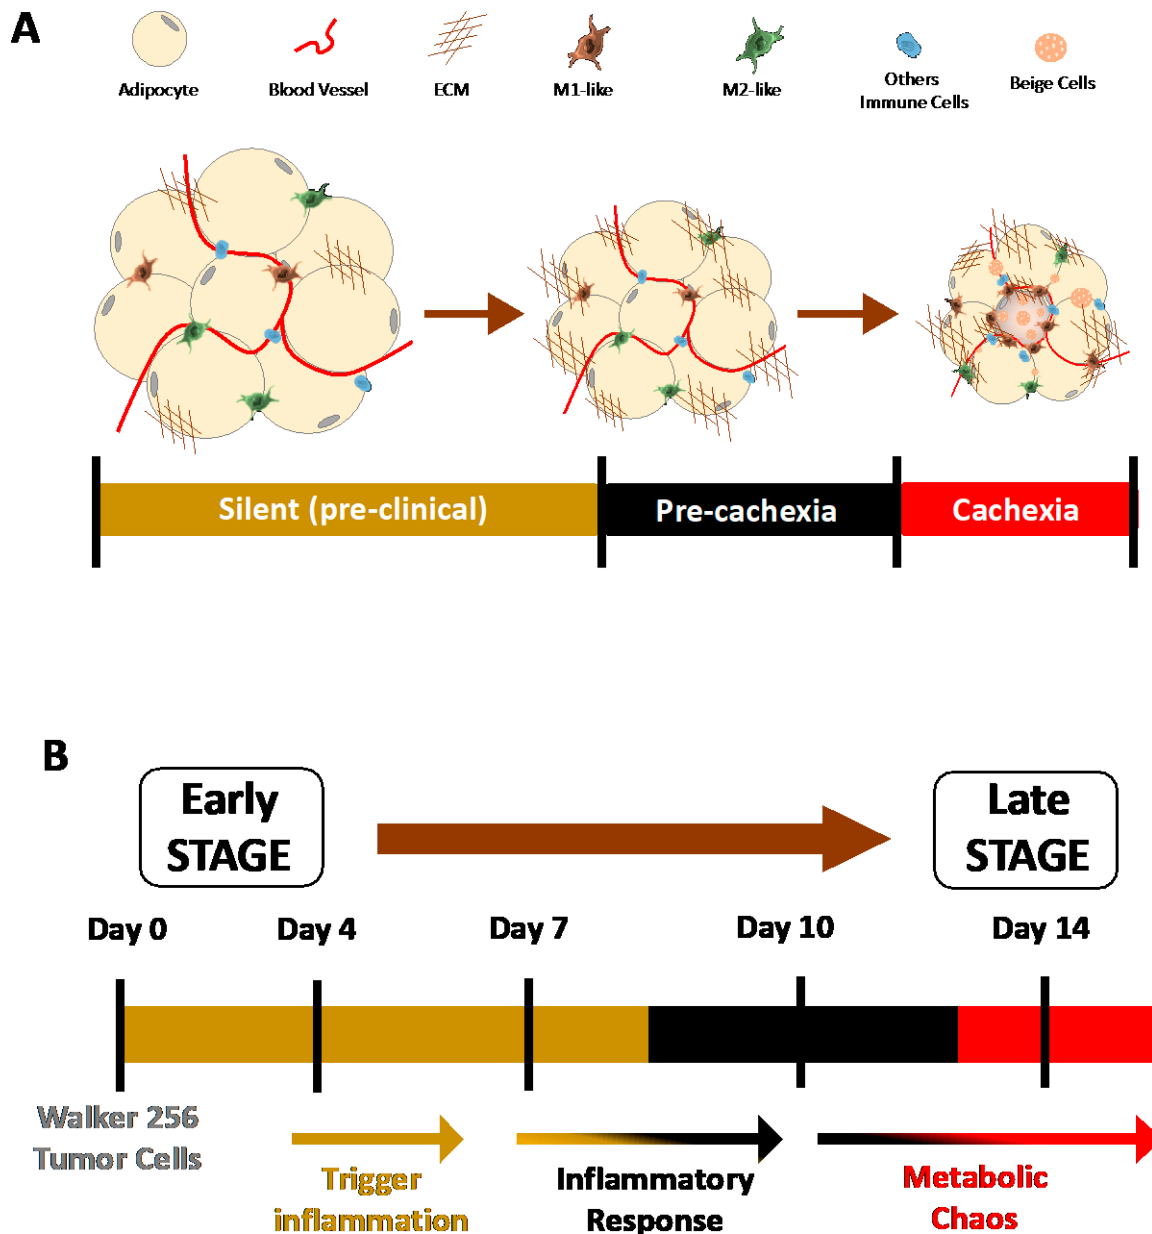 A
Adipocyte
Blood Vessel
ECM
M1-like
M2-like
Others
Immune Cells
Beige Cells
Silent (pre-clinical)
Pre-cachexia
Cachexia
B
Early
STAGE
Late
STAGE
Day 0
Day 4
Day 7
Day 10
Day 14
Walker 256
Tumor Cells
Trigger
inflammation
Inflammatory
Response
Metabolic
Chaos